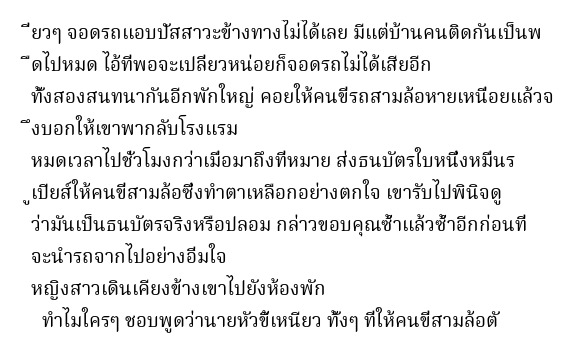 ียวๆ จอดรถแอบปัสสาวะข้างทางไม่ได้เลย มีแต่บ้านคนติดกันเป็นพ
ืดไปหมด ไอ้ที่พอจะเปลี่ยวหน่อยก็จอดรถไม่ได้เสียอีก
ทั้งสองสนทนากันอีกพักใหญ่ คอยให้คนขี่รถสามล้อหายเหนื่อยแล้วจ
ึงบอกให้เขาพากลับโรงแรม
หมดเวลาไปชั่วโมงกว่าเมื่อมาถึงที่หมาย ส่งธนบัตรใบหนึ่งหมื่นร
ูเปียส์ให้คนขี่สามล้อซึ่งทำตาเหลือกอย่างตกใจ เขารับไปพินิจดู
ว่ามันเป็นธนบัตรจริงหรือปลอม กล่าวขอบคุณซ้ำแล้วซ้ำอีกก่อนที่
จะนำรถจากไปอย่างอิ่มใจ
หญิงสาวเดินเคียงข้างเขาไปยังห้องพัก
ทำไมใครๆ ชอบพูดว่านายหัวขี้เหนียว ทั้งๆ ที่ให้คนขี่สามล้อตั